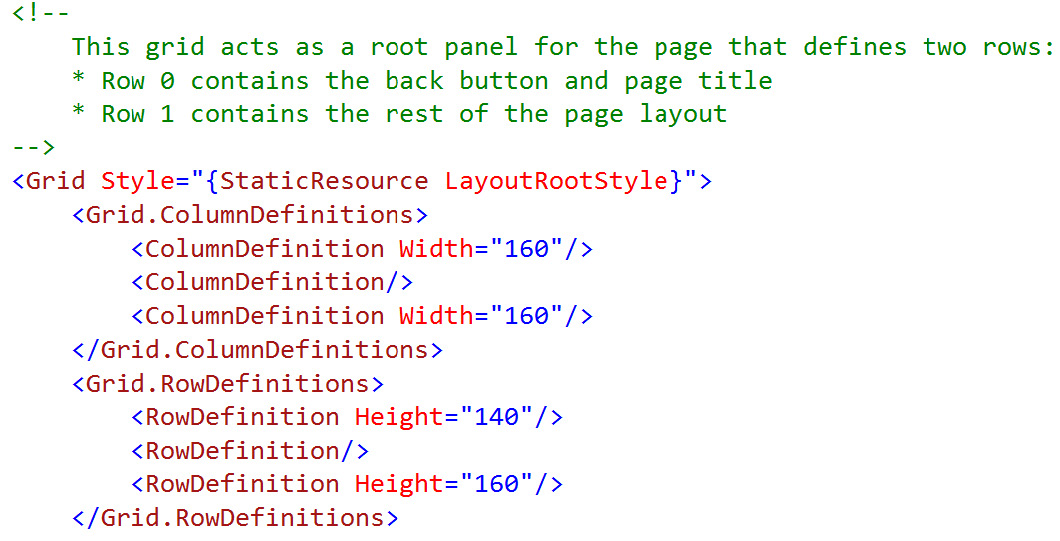 <!--
    This grid acts as a root panel for the page that defines two rows:
    * Row 0 contains the back button and page title
    * Row 1 contains the rest of the page layout
-->
<Grid Style="{StaticResource LayoutRootStyle}">
    <Grid.ColumnDefinitions>
        <ColumnDefinition Width="160"/>
        <ColumnDefinition/>
        <ColumnDefinition Width="160"/>
    </Grid.ColumnDefinitions>
    <Grid.RowDefinitions>
        <RowDefinition Height="140"/>
        <RowDefinition/>
        <RowDefinition Height="160"/>
    </Grid.RowDefinitions>